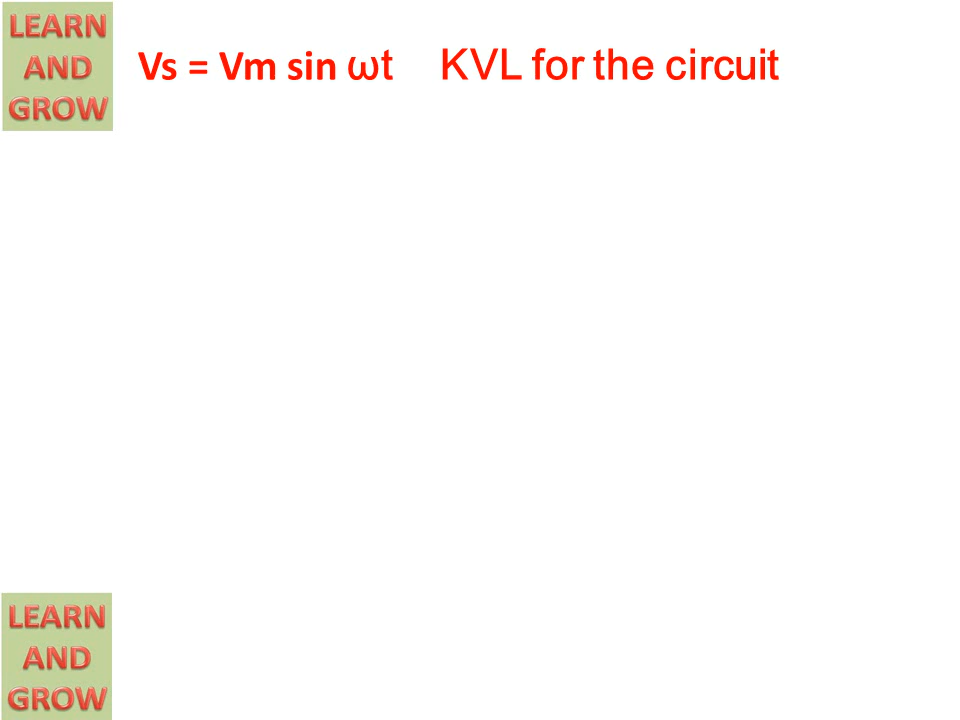 LEARN
AND
GROW
Vs = Vm sin ωt KVL for the circuit
LEARN
AND
GROW